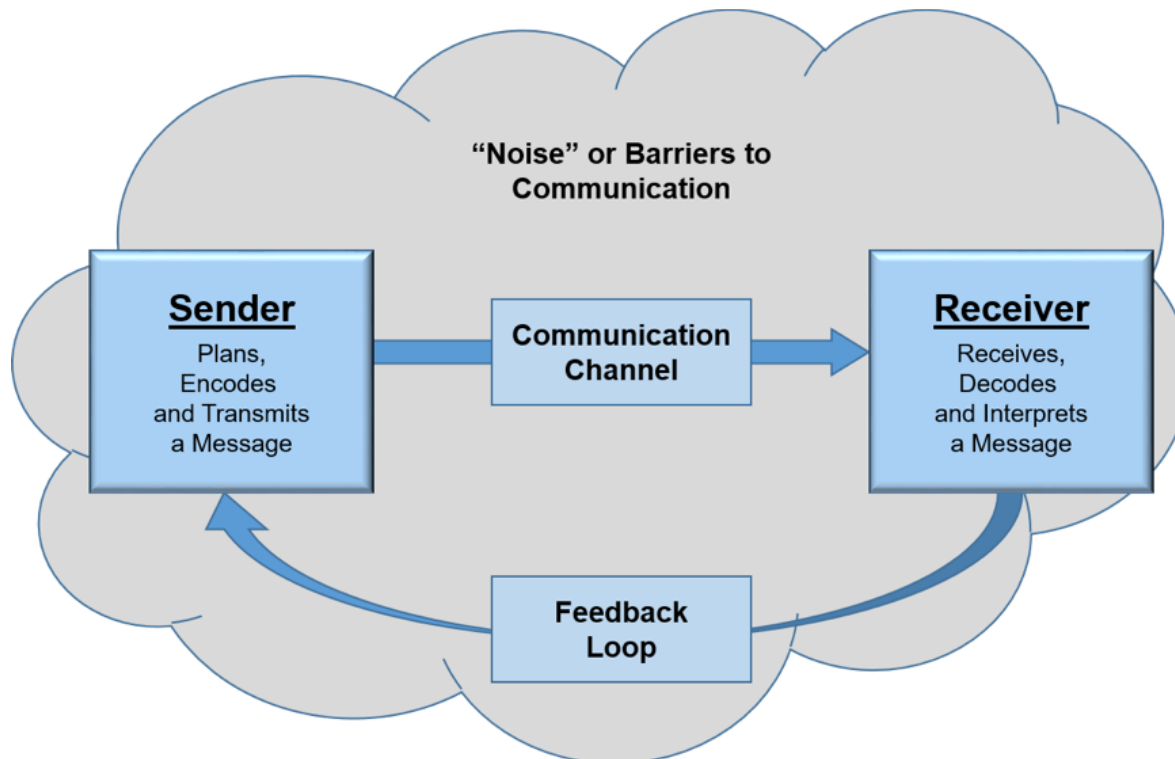 “Noise” or Barriers to
Communication
Sender
Plans,
Encodes
and Transmits
a Message
Communication
Channel
Receiver
Receives,
Decodes
and Interprets
a Message
Feedback
Loop